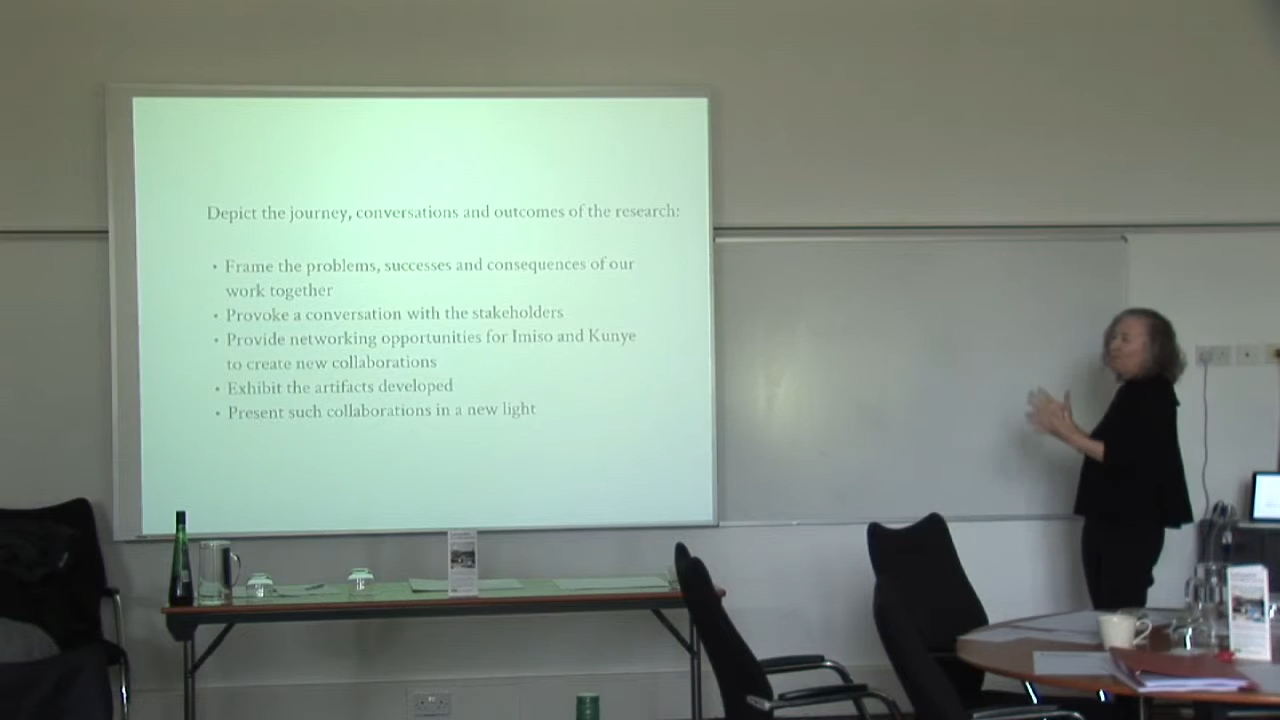 Depict the journey, conversations and outcomes of the research:
• Frame the problems, successes and consequences of our
work together
• Provoke a conversation with the stakeholders
• Provide networking opportunities for Imiso and Kunye
to create new collaborations
• Exhibit the artifacts developed
• Present such collaborations in a new light